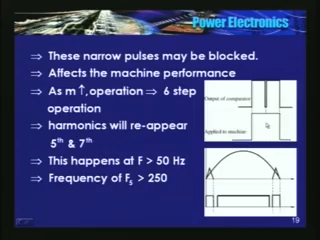 Power Electronics
⇒ These narrow pulses may be blocked.
⇒ Affects the machine performance
⇒ As m ↑, operation ⇒ 6 step
operation
⇒ harmonics will re-appear
5th & 7th
⇒ This happens at F > 50 Hz
⇒ Frequency of F5 > 250
Output of comparator
Applied to machine
19